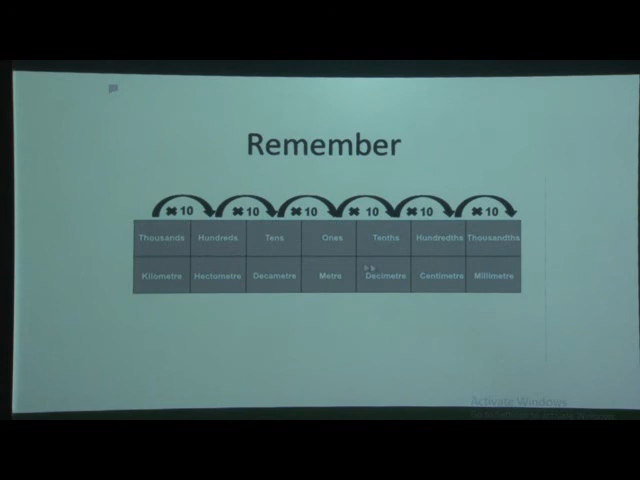 Remember
✖ 10 ✖ 10 ✖ 10 ✖ 10 ✖ 10 ✖ 10
Thousands Hundreds Tens Ones Tenths Hundredths Thousandths
Kilometre Hectometre Decametre Metre Decimetre Centimetre Millimetre
Activate Windows